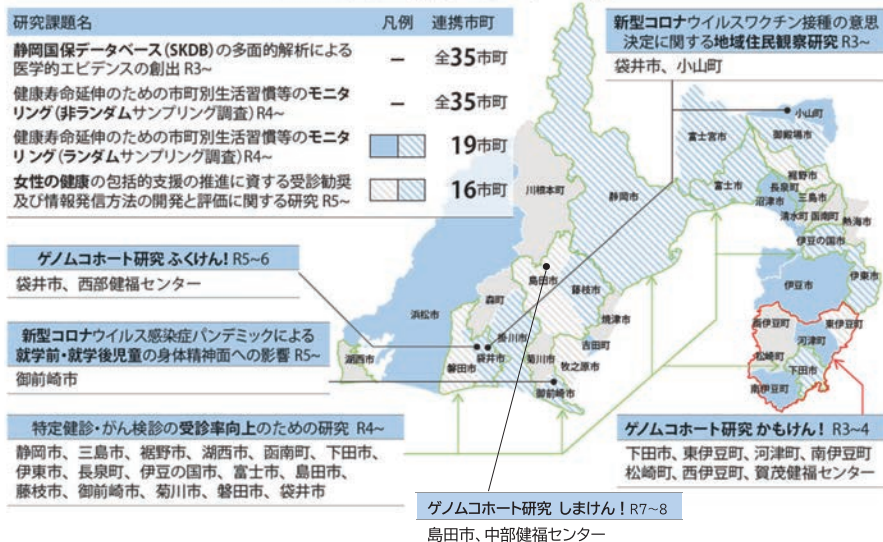 研究課題名 凡例 連携市町
静岡国保データベース(SKDB)の多面的解析による
医学的エビデンスの創出 R3~
－ 全35市町
健康寿命延伸のための市町別生活習慣等のモニ
タリング(非ランダムサンプリング調査)R4~
－ 全35市町
健康寿命延伸のための市町別生活習慣等のモニタ
リング(ランダムサンプリング調査)R4~
19市町
女性の健康の包括的支援の推進に資する受診勧奨
及び情報発信方法の開発と評価に関する研究 R5~
16市町
新型コロナウイルスワクチン接種の意思
決定に関する地域住民観察研究 R3~
袋井市、小山町
ゲノムコホート研究 ふくけん! R5~6
袋井市、西部健福センター
新型コロナウイルス感染症パンデミックによる
就学前・就学後児童の身体精神面への影響 R5~
御前崎市
特定健診・がん検診の受診率向上のための研究 R4~
静岡市、三島市、裾野市、湖西市、函南町、下田市、
伊東市、長泉町、伊豆の国市、富士市、島田市、
藤枝市、御前崎市、菊川市、磐田市、袋井市
ゲノムコホート研究 しまけん！R7~8
島田市、中部健福センター
ゲノムコホート研究 かもけん! R3~4
下田市、東伊豆町、河津町、南伊豆町
松崎町、西伊豆町、賀茂健福センター
小山町
御殿場市
富士宮市
裾野市
富士市
長泉町
三島市
沼津市
清水町
函南町
熱海市
伊豆の国市
伊東市
伊豆市
西伊豆町
東伊豆町
河津町
松崎町
下田市
南伊豆町
川根本町
静岡市
島田市
藤枝市
焼津市
森町
浜松市
掛川市
吉田町
湖西市
磐田市
袋井市
菊川市
牧之原市
御前崎市